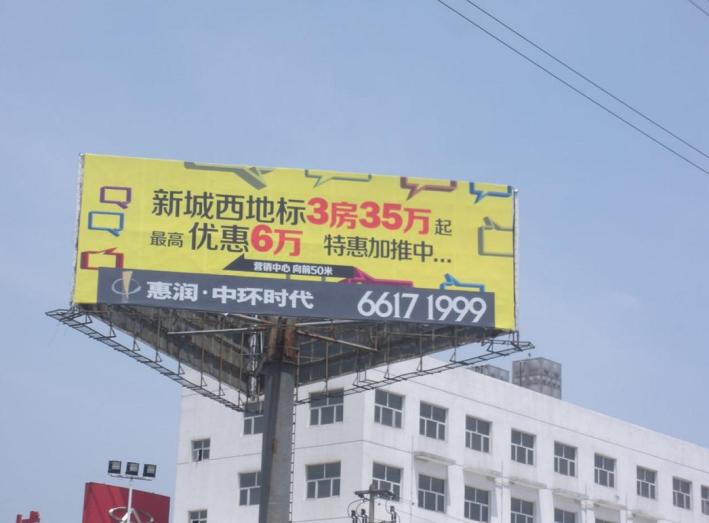 新城西地标3房35万起
最高优惠6万 特惠加推中...
营销中心 向前50米
惠润·中环时代 6617 1999